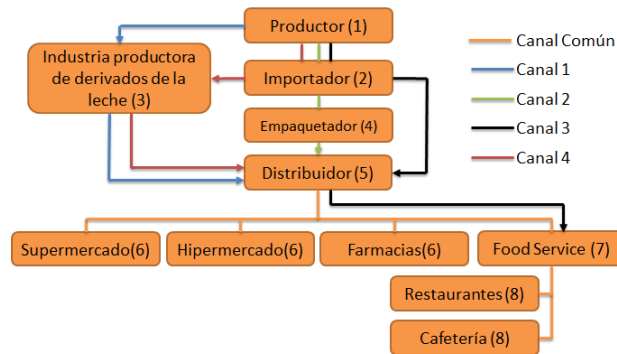 Productor (1)
Industria productora
de derivados de la
leche (3)
Importador (2)
Empaquetador (4)
Distribuidor (5)
Canal Común
Canal 1
Canal 2
Canal 3
Canal 4
Supermercado(6)
Hipermercado(6)
Farmacias(6)
Food Service (7)
Restaurantes (8)
Cafetería (8)